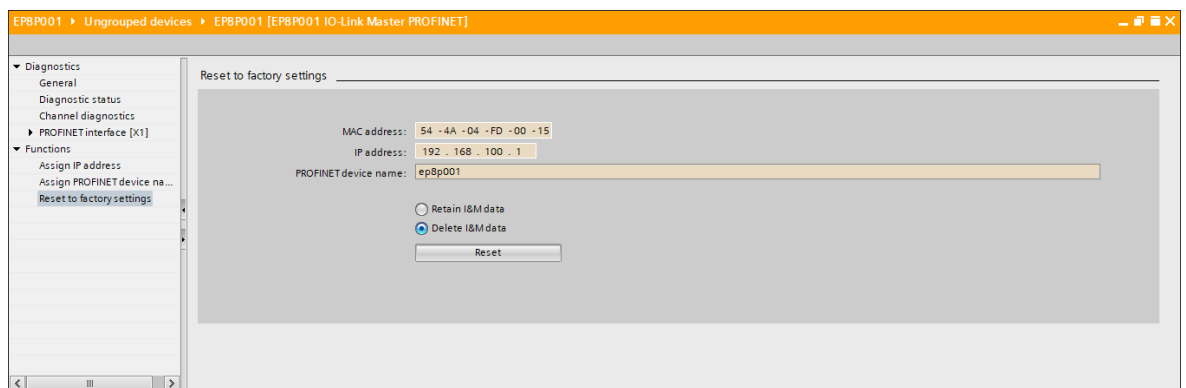 EP8P001 ▸ Ungrouped devices ▸ EP8P001 [EP8P001 IO-Link Master PROFINET]
Diagnostics
General
Diagnostic status
Channel diagnostics
PROFINET interface [X1]
Functions
Assign IP address
Assign PROFINET device na...
Reset to factory settings
Reset to factory settings
MAC address: 54 -4A -04 -FD -00 -15
IP address: 192 . 168 . 100 . 1
PROFINET device name: ep8p001
Retain I&M data
Delete I&M data
Reset